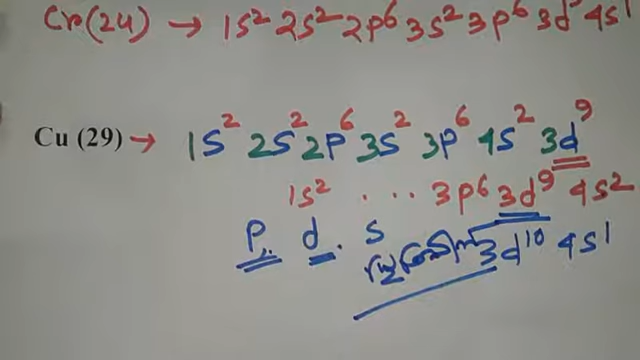 Cr(24) → 1s² 2s² 2p⁶ 3s² 3p⁶ 3d⁵ 4s¹
Cu (29) → 1s² 2s² 2p⁶ 3s² 3p⁶ 4s² 3d⁹
1s² ... 3p⁶ 3d⁹ 4s²
p, d. s
3d¹⁰ 4s¹